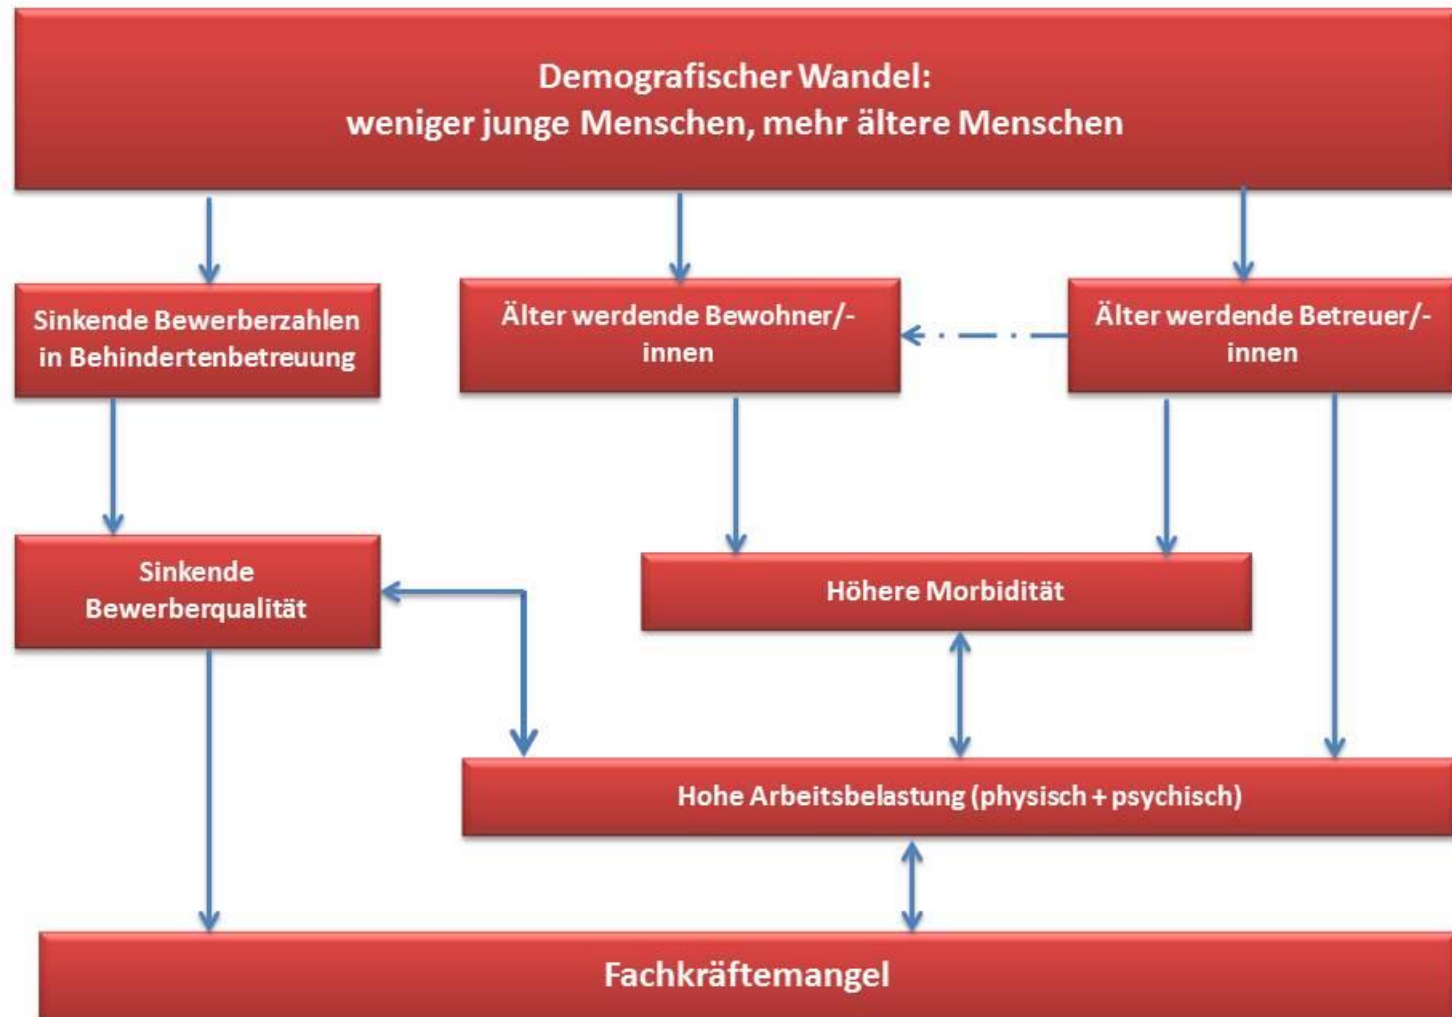 Demografischer Wandel:
weniger junge Menschen, mehr ältere Menschen
Sinkende Bewerberzahlen
in Behindertenbetreuung
Älter werdende Bewohner/-
innen
Älter werdende Betreuer/-
innen
Sinkende
Bewerberqualität
Höhere Morbidität
Hohe Arbeitsbelastung (physisch + psychisch)
Fachkräftemangel